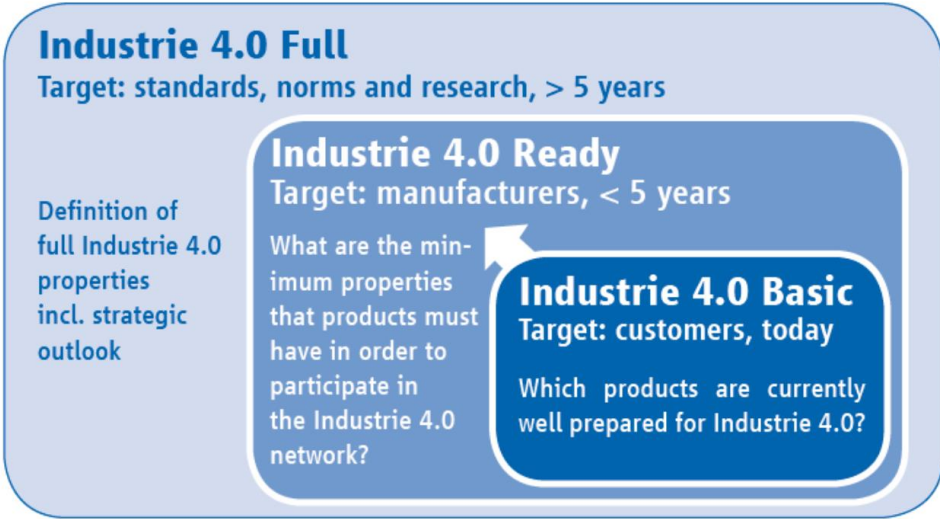 Industrie 4.0 Full
Target: standards, norms and research, > 5 years
Definition of
full Industrie 4.0
properties
incl. strategic
outlook
Industrie 4.0 Ready
Target: manufacturers, < 5 years
What are the min-
imum properties
that products must
have in order to
participate in
the Industrie 4.0
network?
Industrie 4.0 Basic
Target: customers, today
Which products are currently
well prepared for Industrie 4.0?